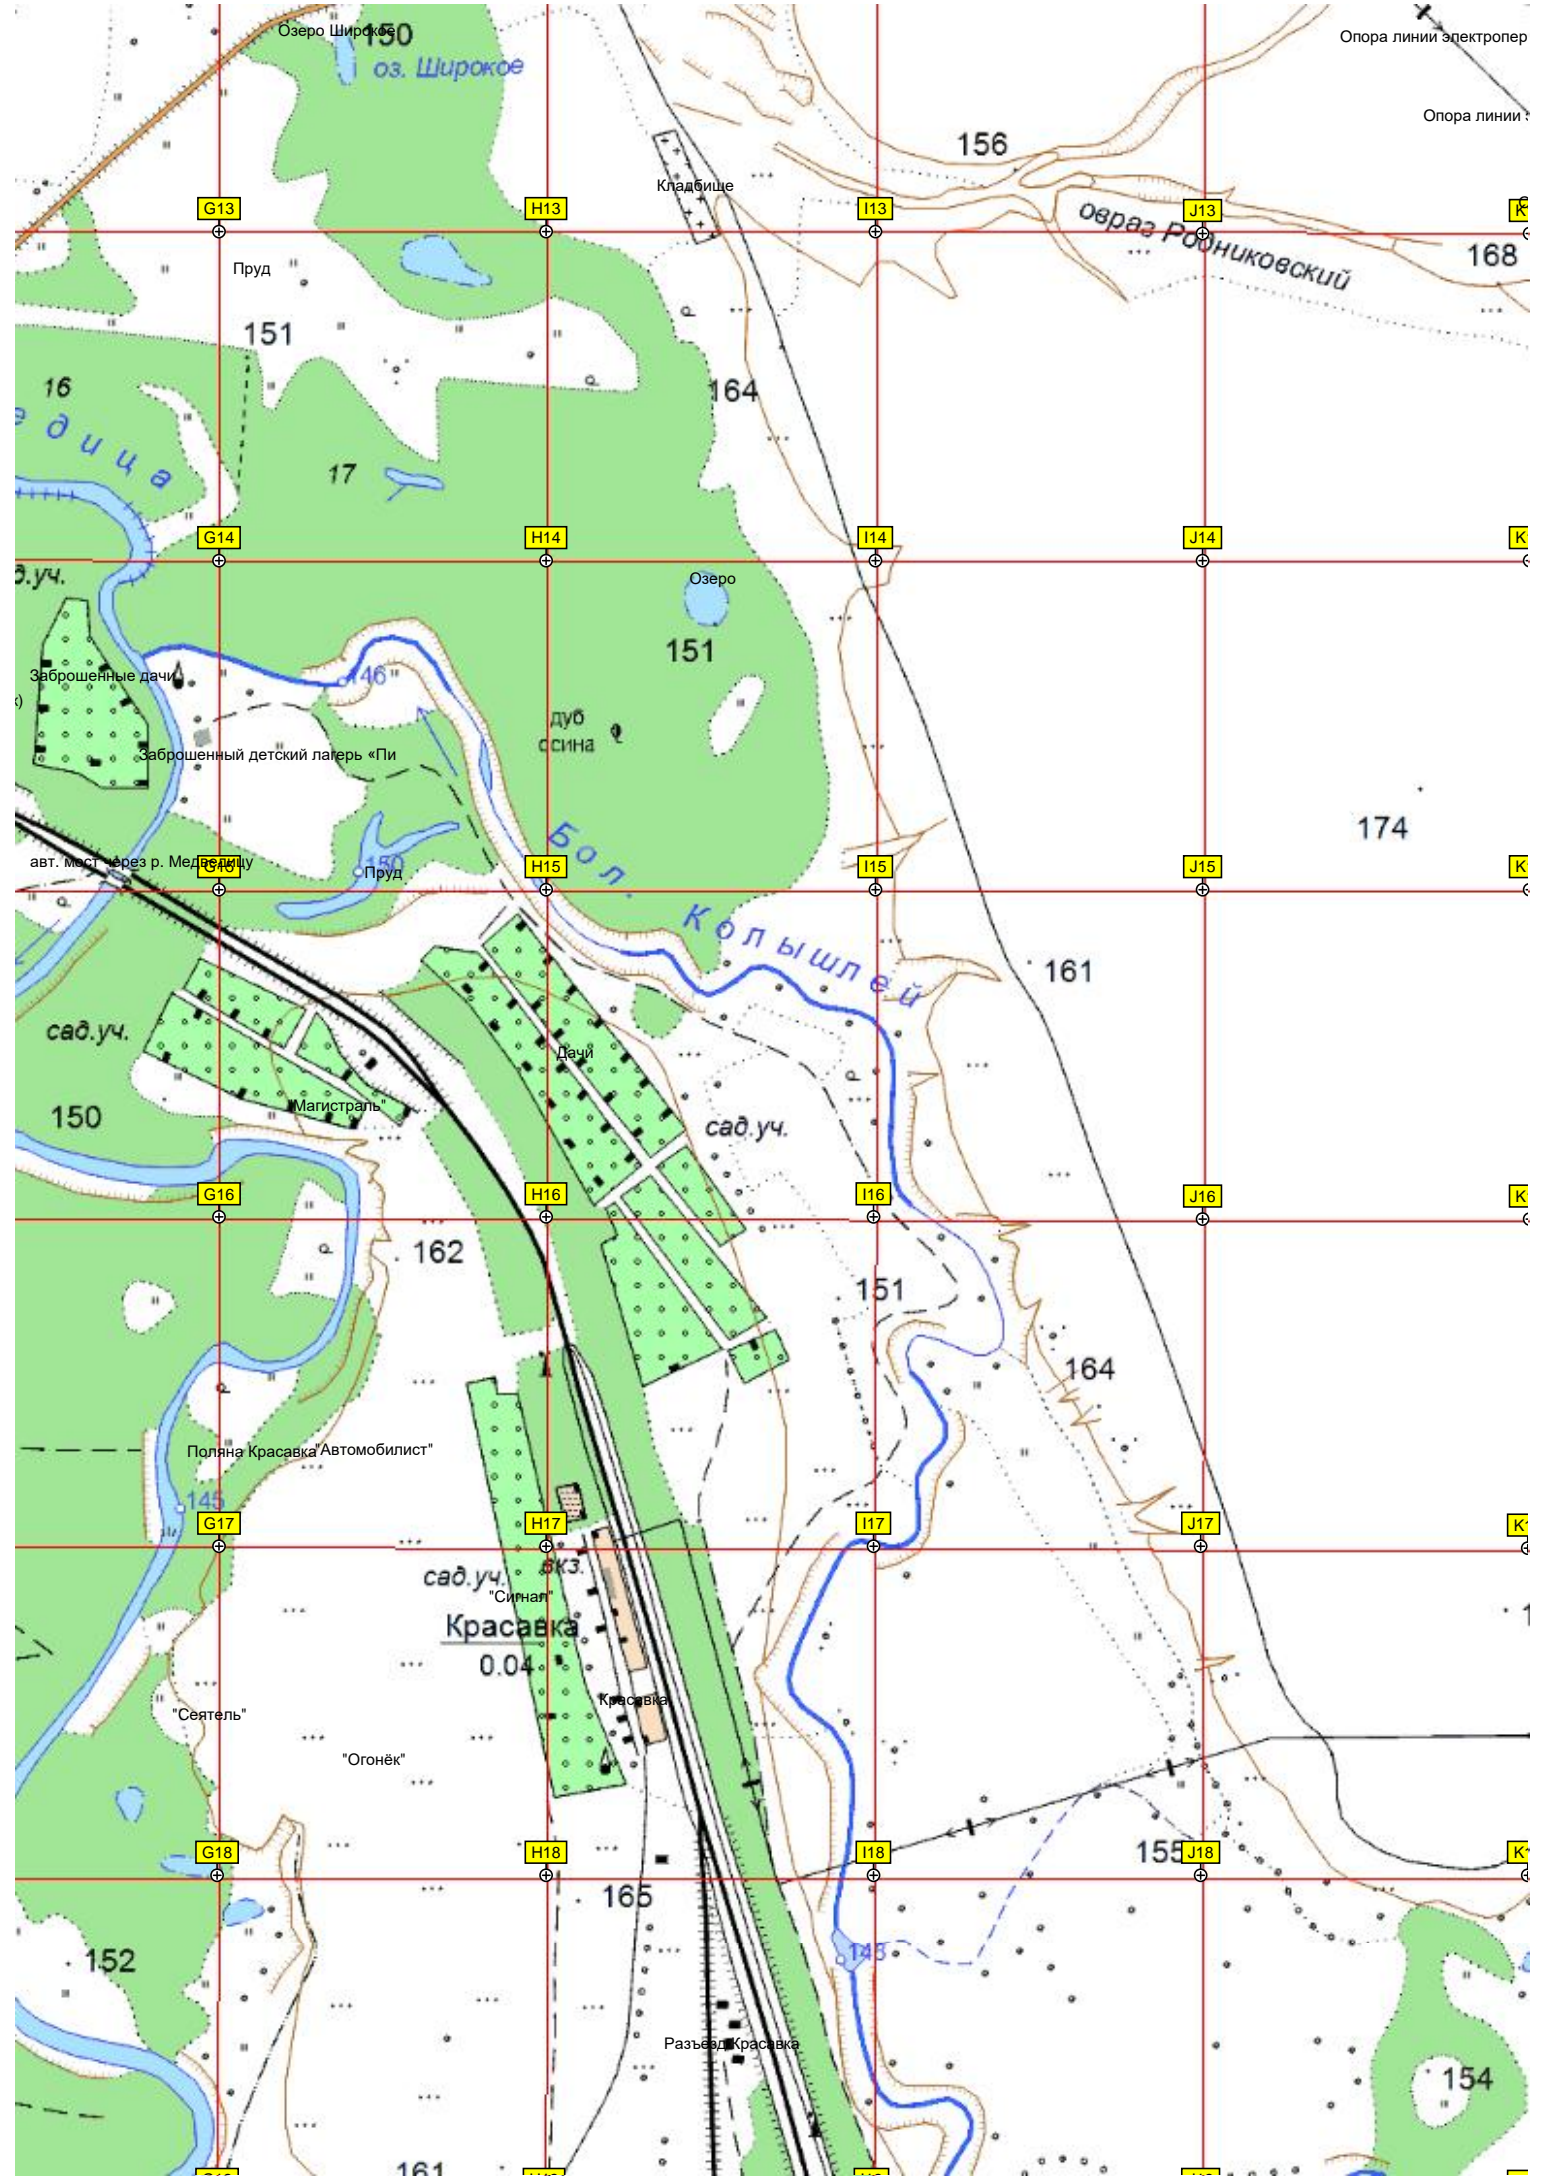 Озеро Широкое
150
оз. Широкое
Опора линии электропер
Опора линии
156
Кладбище
G13
H13
I13
J13
овраг Родниковский
168
Пруд
151
16
164
едица
17
G14
H14
I14
J14
д.уч.
Озеро
151
Заброшенные дачи
146
к)
дуб
осина
Заброшенный детский лагерь «Пи
174
Бол. Колышлей
авт. мост через р. Медведицу
150
Пруд
G15
H15
I15
J15
161
сад.уч.
Дачи
150
"Магистраль"
сад.уч.
G16
H16
I16
J16
162
151
164
Поляна Красавка
"Автомобилист"
145
G17
H17
I17
J17
вкз.
сад.уч.
"Сигнал"
Красавка
0.04
Красавка
"Сеятель"
"Огонёк"
G18
H18
I18
155
J18
165
152
143
Разъезд Красавка
154
161